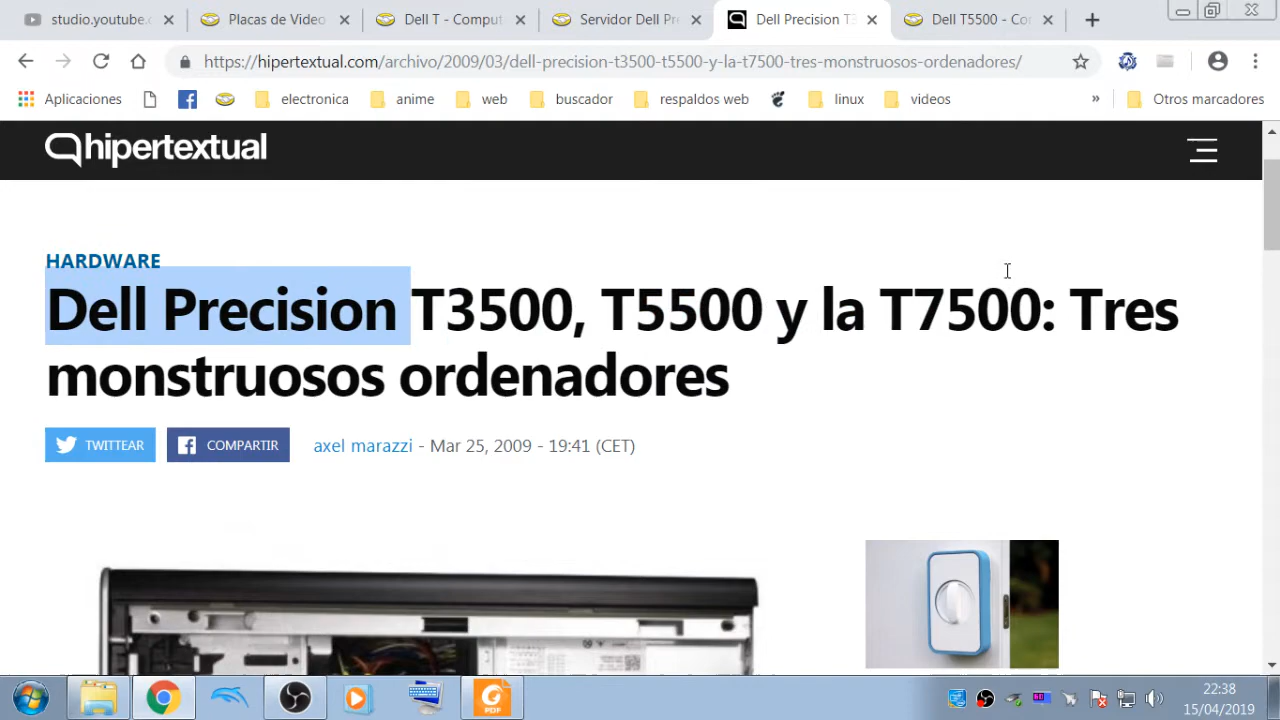 studio.youtube.c
Placas de Video
Dell T - Comput
Servidor Dell Pre
Dell Precision T3
Dell T5500 - Co
https://hipertextual.com/archivo/2009/03/dell-precision-t3500-t5500-y-la-t7500-tres-monstruosos-ordenadores/
Aplicaciones
electronica
anime
web
buscador
respaldos web
linux
videos
»
Otros marcadores
hipertextual
HARDWARE
Dell Precision T3500, T5500 y la T7500: Tres
monstruosos ordenadores
TWITTEAR
COMPARTIR
axel marazzi - Mar 25, 2009 - 19:41 (CET)
PDF
22:38
15/04/2019